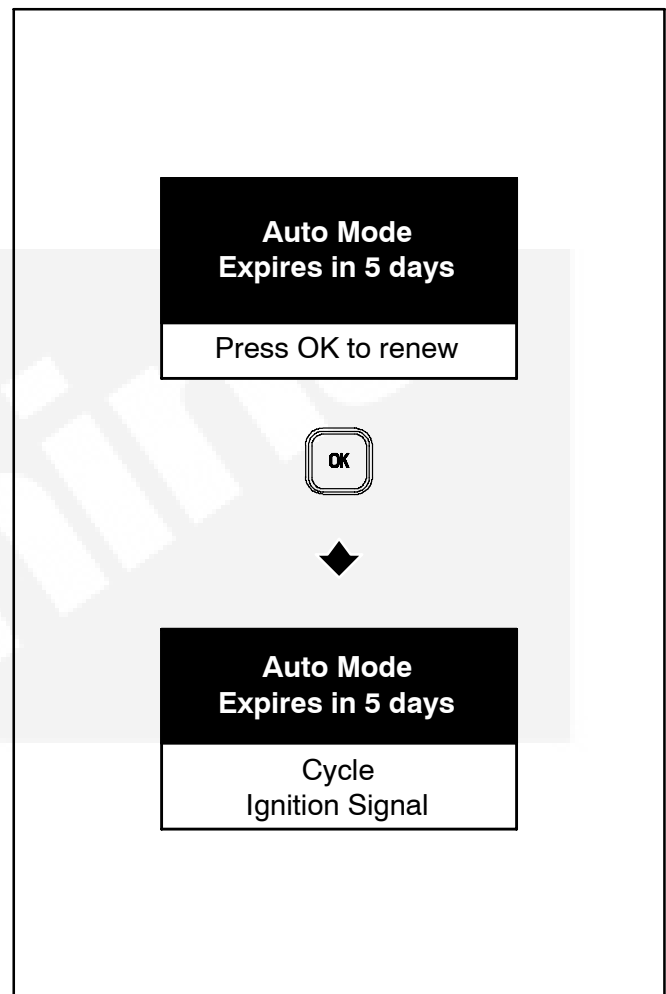 Auto Mode
Expires in 5 days
Press OK to renew
OK
Auto Mode
Expires in 5 days
Cycle
Ignition Signal